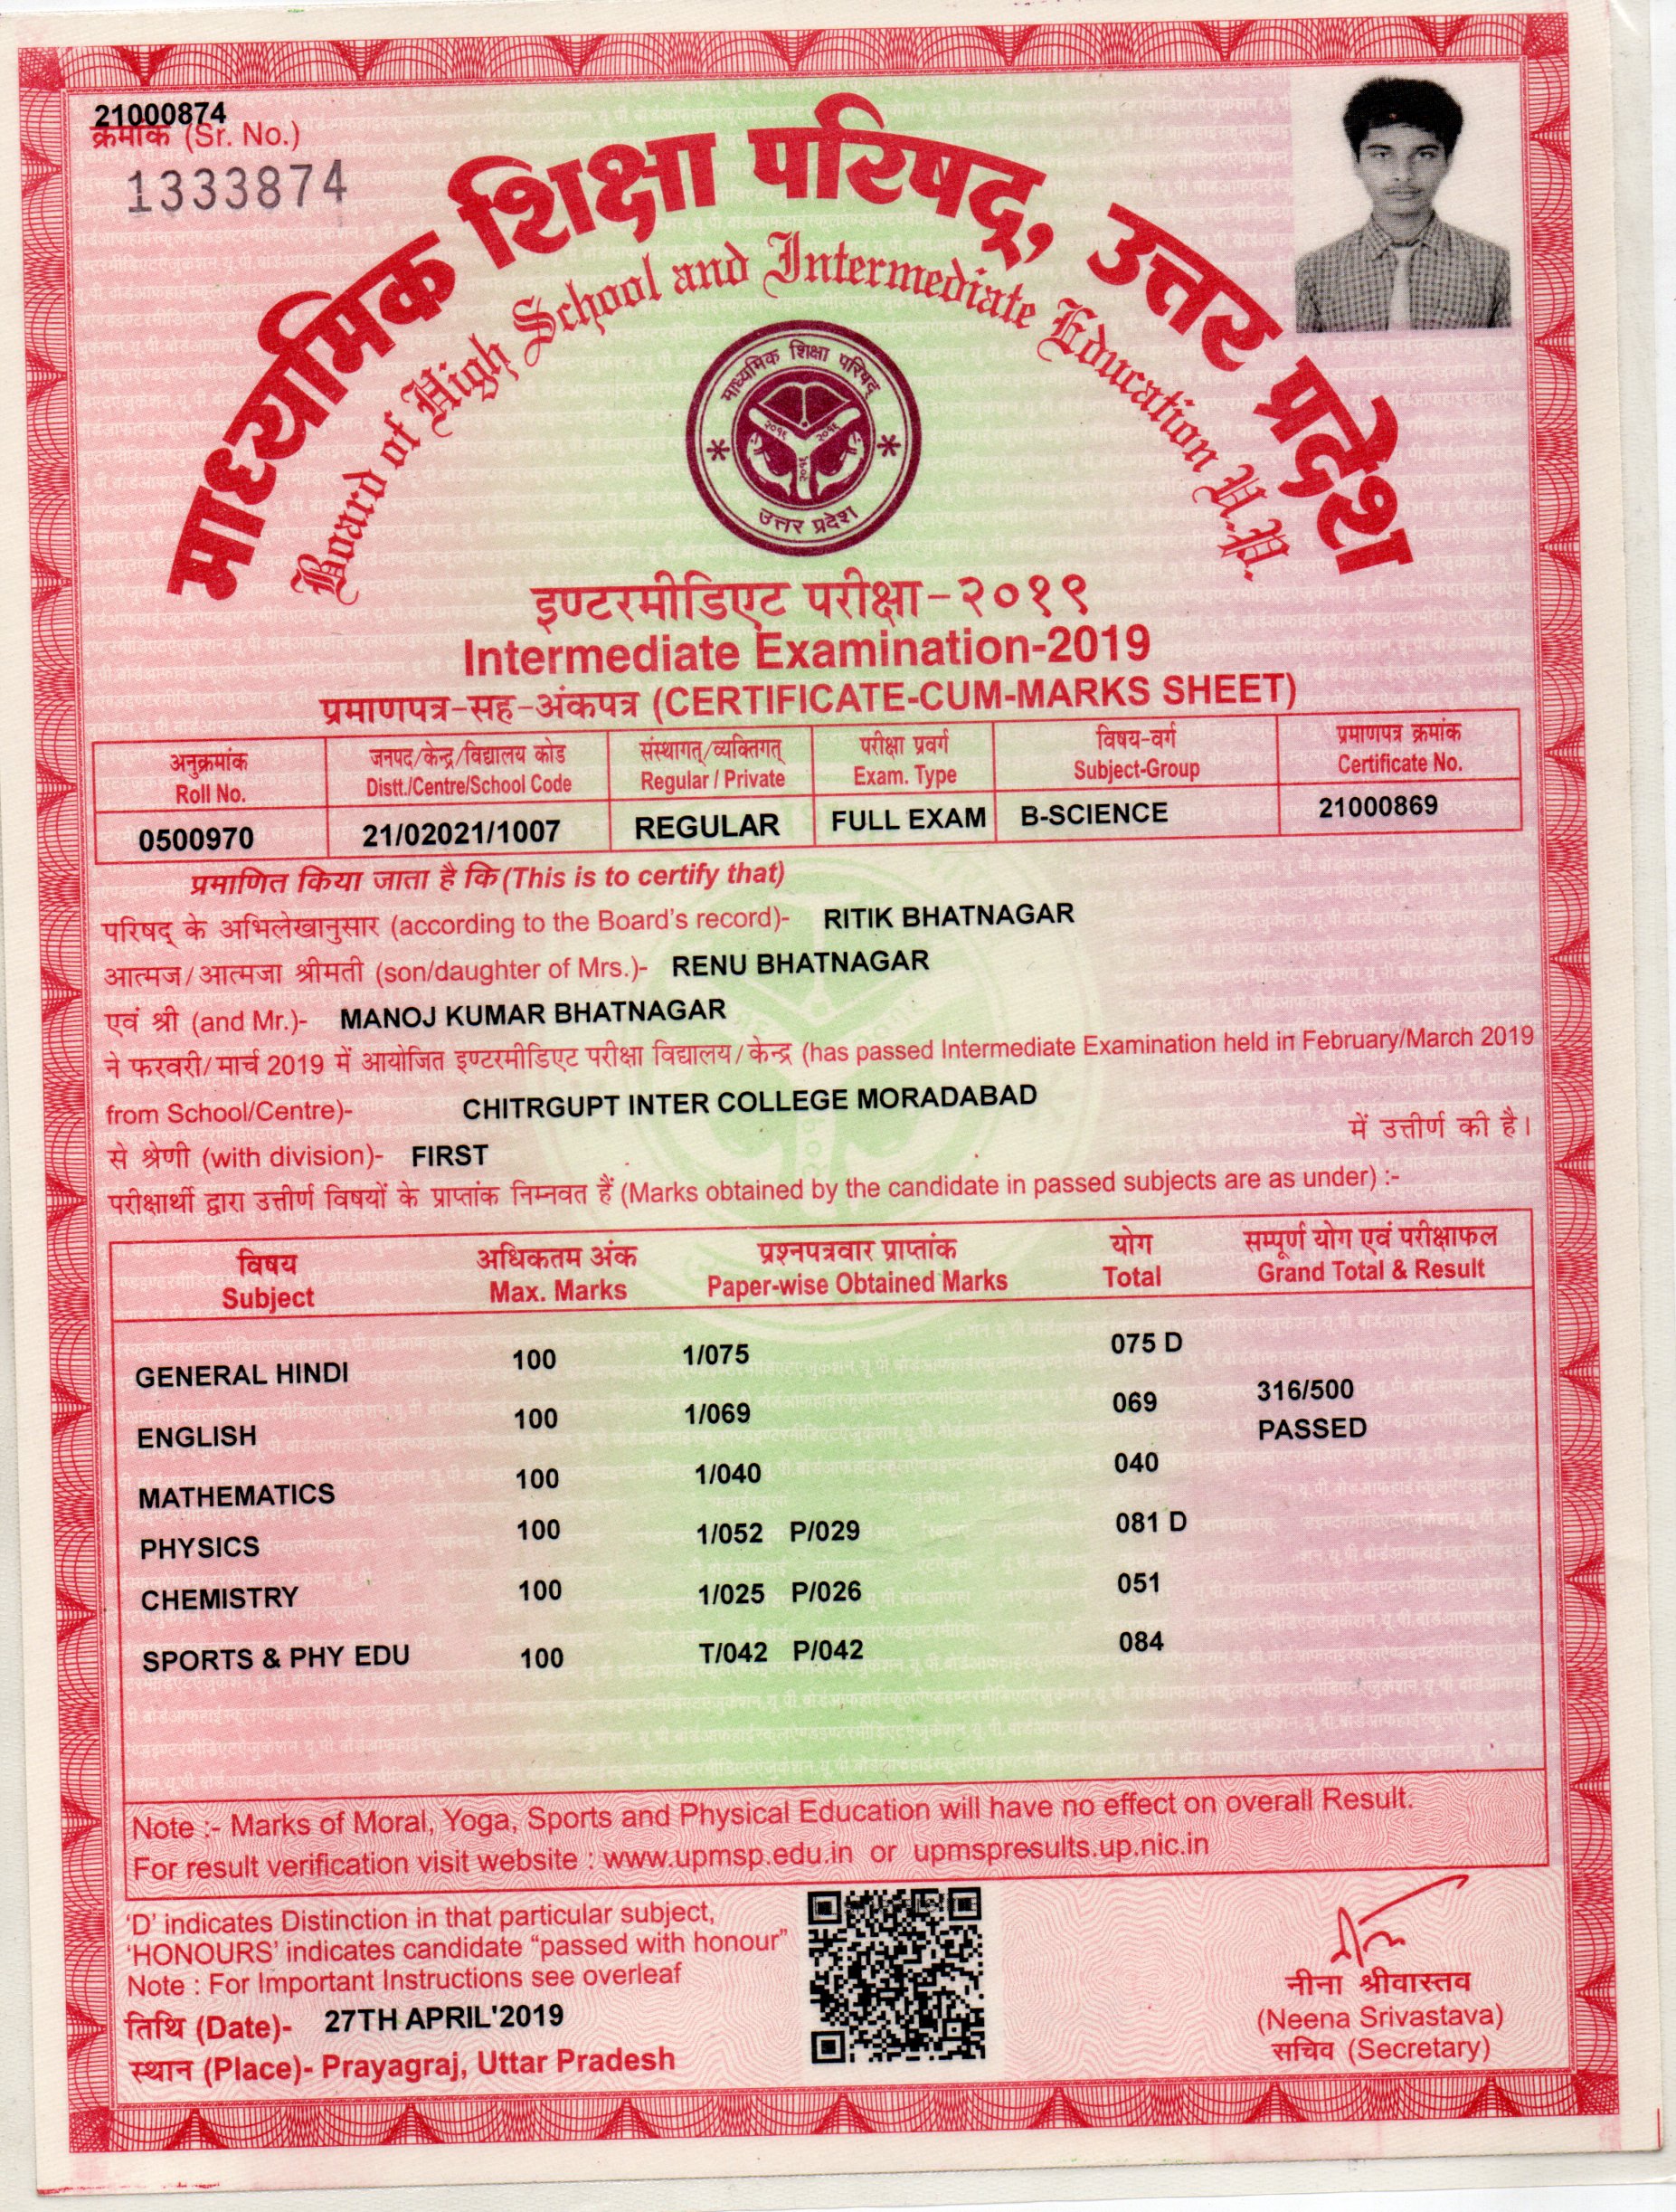 21000874
क्रमांक (Sr. No.)
1333874
माध्यमिक शिक्षा परिषद्, उत्तर प्रदेश
Board of High School and Intermediate Education U.P.
माध्यमिक शिक्षा परिषद्
२०१६ २०१६
२०१६
उत्तर प्रदेश
इण्टरमीडिएट परीक्षा-२०१९
Intermediate Examination-2019
प्रमाणपत्र-सह-अंकपत्र (CERTIFICATE-CUM-MARKS SHEET)
अनुक्रमांक जनपद/केन्द्र/विद्यालय कोड संस्थागत्/व्यक्तिगत् परीक्षा प्रवर्ग विषय-वर्ग प्रमाणपत्र क्रमांक
Roll No. Distt./Centre/School Code Regular / Private Exam. Type Subject-Group Certificate No.
0500970 21/02021/1007 REGULAR FULL EXAM B-SCIENCE 21000869
प्रमाणित किया जाता है कि (This is to certify that)
परिषद् के अभिलेखानुसार (according to the Board's record)- RITIK BHATNAGAR
आत्मज/आत्मजा श्रीमती (son/daughter of Mrs.)- RENU BHATNAGAR
एवं श्री (and Mr.)- MANOJ KUMAR BHATNAGAR
ने फरवरी/मार्च 2019 में आयोजित इण्टरमीडिएट परीक्षा विद्यालय/केन्द्र (has passed Intermediate Examination held in February/March 2019
from School/Centre)- CHITRGUPT INTER COLLEGE MORADABAD
में उत्तीर्ण की है।
से श्रेणी (with division)- FIRST
परीक्षार्थी द्वारा उत्तीर्ण विषयों के प्राप्तांक निम्नवत हैं (Marks obtained by the candidate in passed subjects are as under) :-
विषय अधिकतम अंक प्रश्नपत्रवार प्राप्तांक योग सम्पूर्ण योग एवं परीक्षाफल
Subject Max. Marks Paper-wise Obtained Marks Total Grand Total & Result
GENERAL HINDI 100 1/075 075 D
316/500
ENGLISH 100 1/069 069
PASSED
MATHEMATICS 100 1/040 040
PHYSICS 100 1/052 P/029 081 D
CHEMISTRY 100 1/025 P/026 051
SPORTS & PHY EDU 100 T/042 P/042 084
Note :- Marks of Moral, Yoga, Sports and Physical Education will have no effect on overall Result.
For result verification visit website : www.upmsp.edu.in or upmspresults.up.nic.in
'D' indicates Distinction in that particular subject,
'HONOURS' indicates candidate "passed with honour"
Note : For Important Instructions see overleaf
तिथि (Date)- 27TH APRIL'2019
स्थान (Place)- Prayagraj, Uttar Pradesh
नीना श्रीवास्तव
(Neena Srivastava)
सचिव (Secretary)